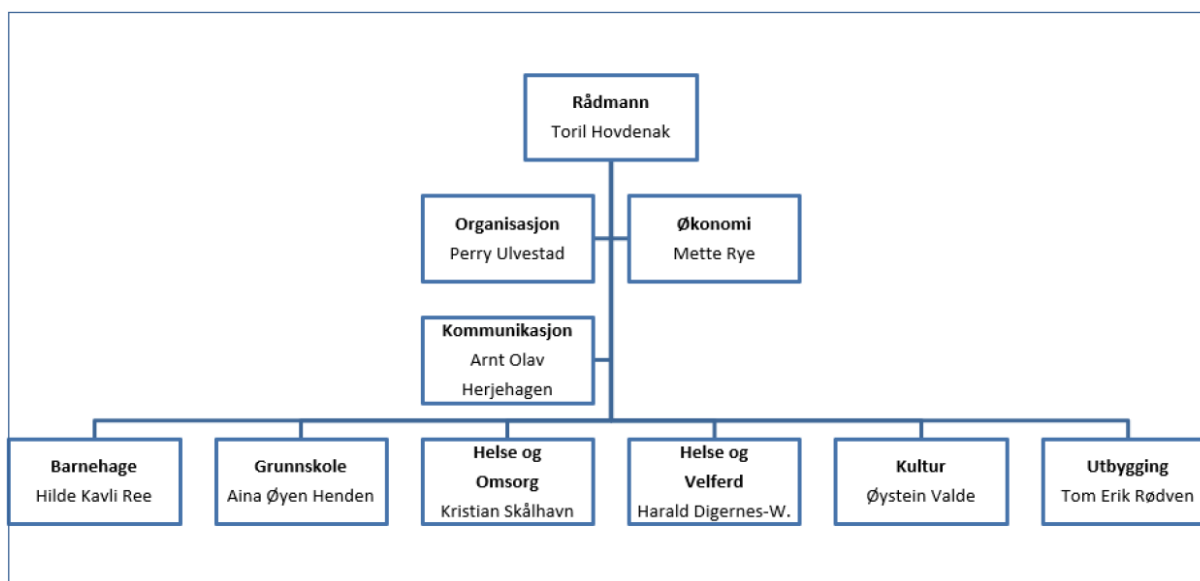 Rådmann
Toril Hovdenak
Organisasjon
Perry Ulvestad
Økonomi
Mette Rye
Kommunikasjon
Arnt Olav
Herjehagen
Barnehage
Hilde Kavli Ree
Grunnskole
Aina Øyen Henden
Helse og
Omsorg
Kristian Skålhavn
Helse og
Velferd
Harald Digernes-W.
Kultur
Øystein Valde
Utbygging
Tom Erik Rødven